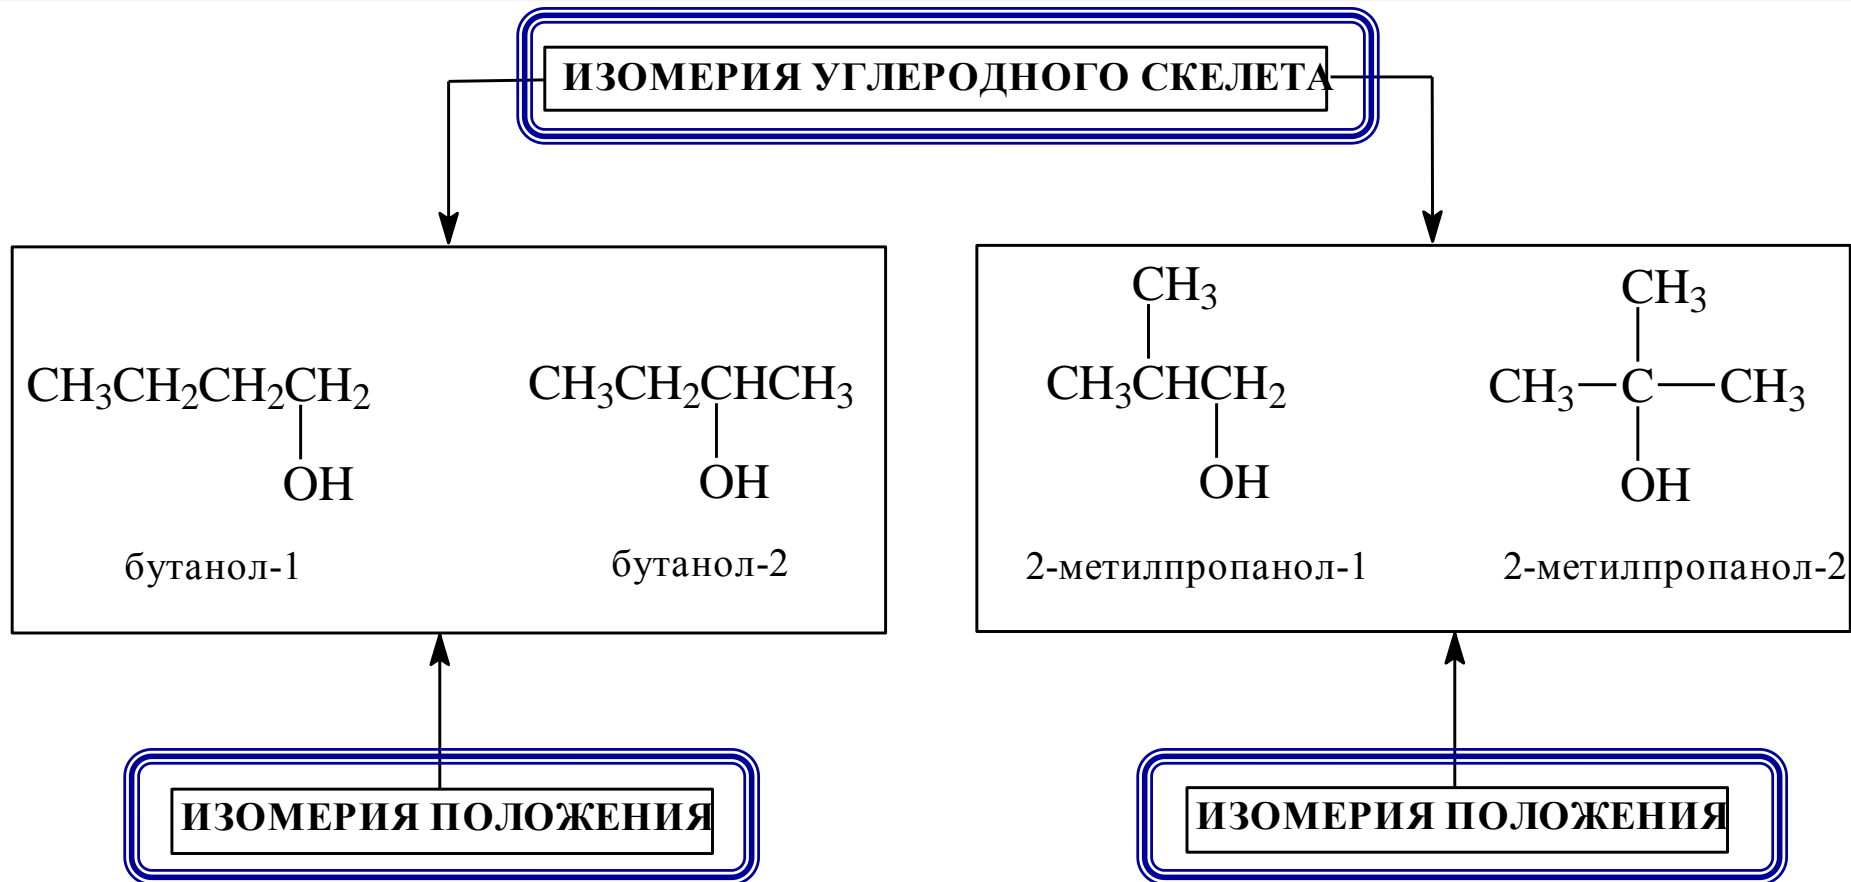 ИЗОМЕРИЯ УГЛЕРОДНОГО СКЕЛЕТА
CH₃CH₂CH₂CH₂
OH
бутанол-1
CH₃CH₂CHCH₃
OH
бутанол-2
CH₃
CH₃CHCH₂
OH
2-метилпропанол-1
CH₃
CH₃—C—CH₃
OH
2-метилпропанол-2
ИЗОМЕРИЯ ПОЛОЖЕНИЯ
ИЗОМЕРИЯ ПОЛОЖЕНИЯ